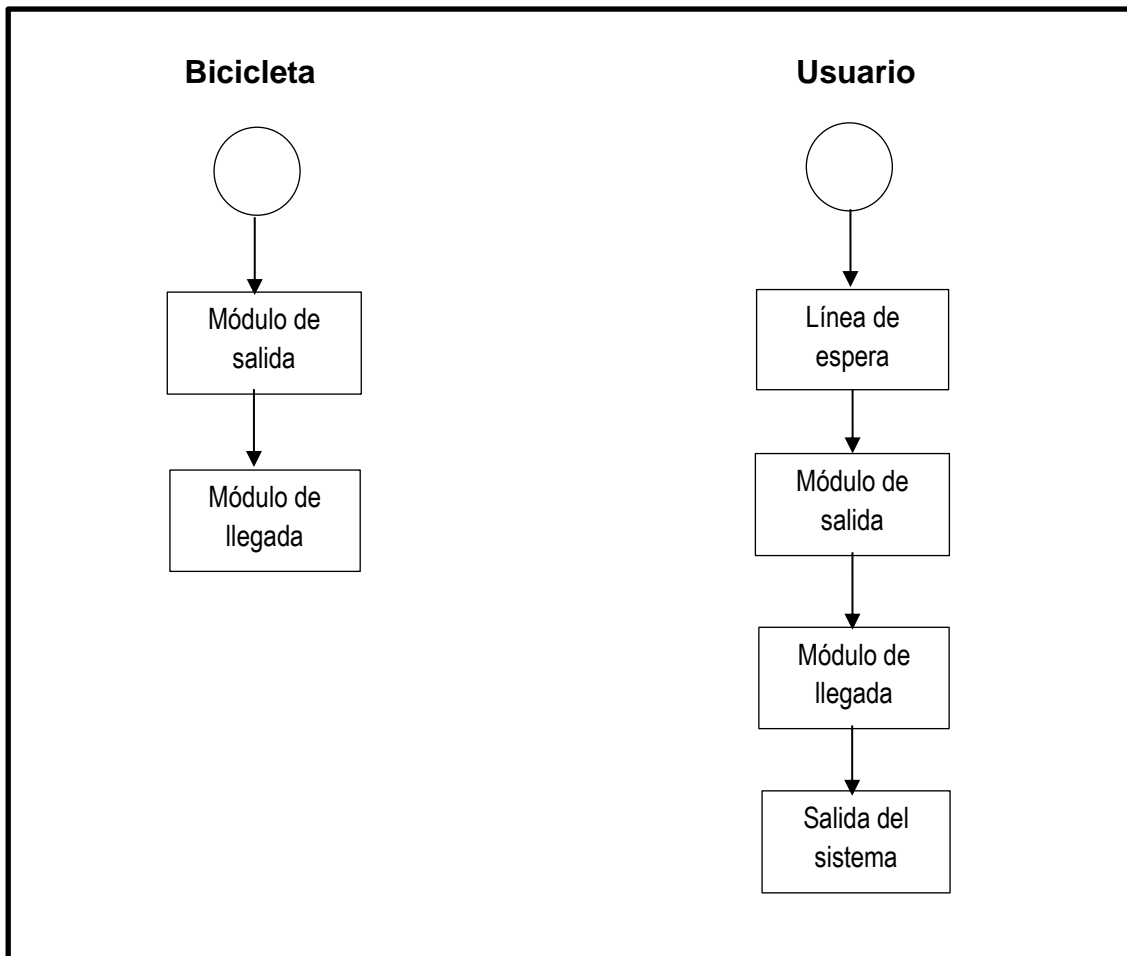 Bicicleta
Módulo de
salida
Módulo de
llegada
Usuario
Línea de
espera
Módulo de
salida
Módulo de
llegada
Salida del
sistema